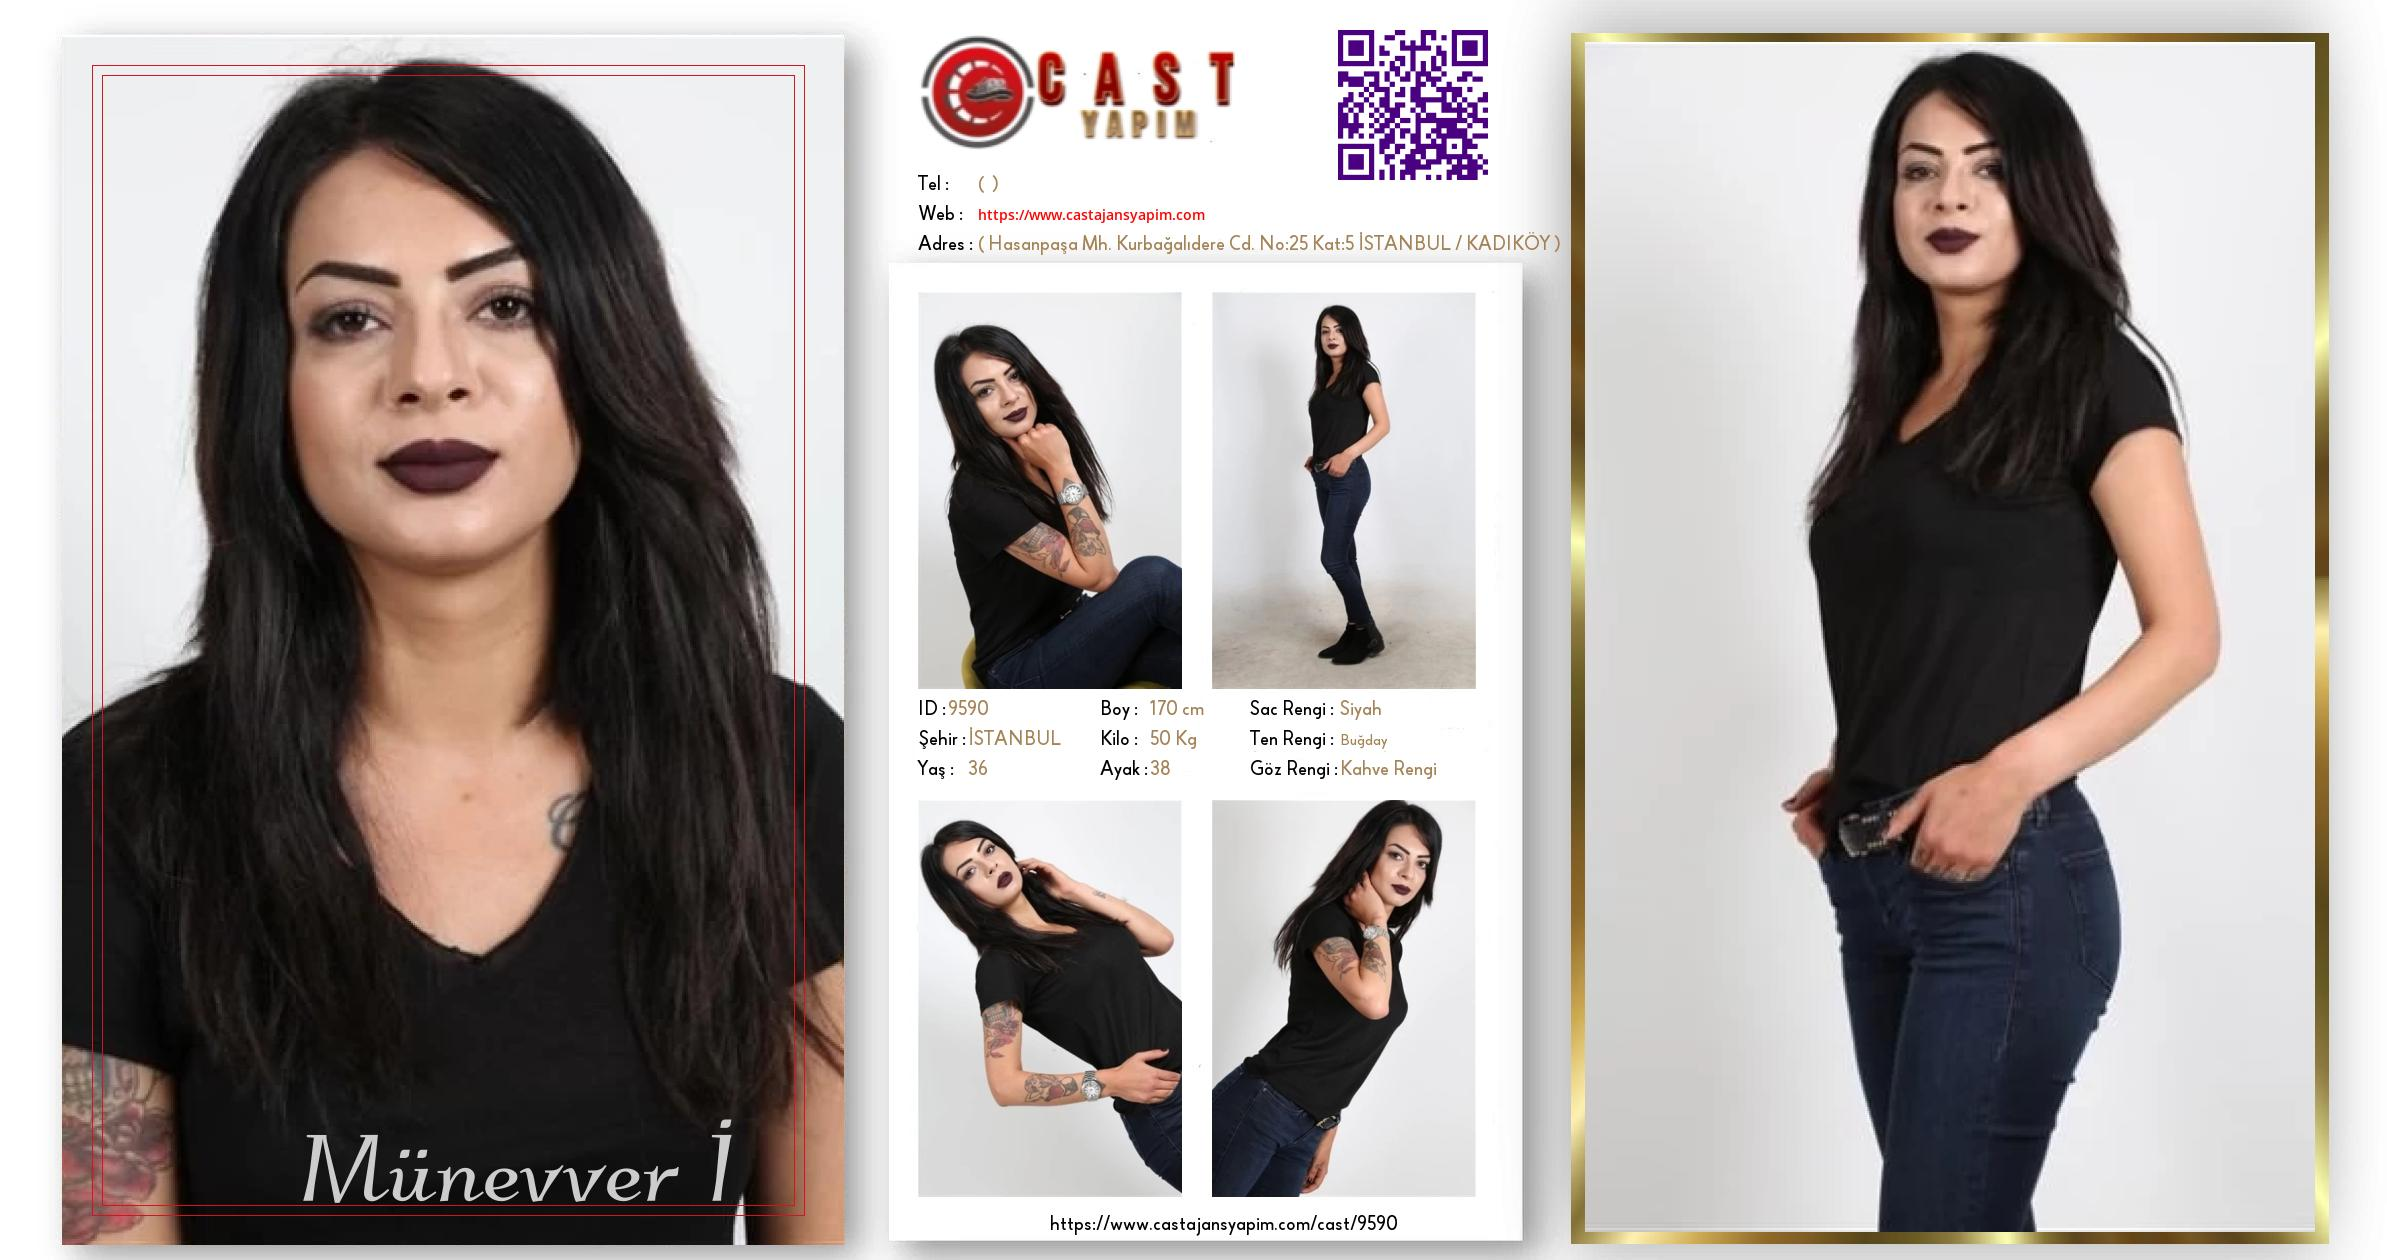 Münevver İ
CAST
YAPIM
Tel : ( )
Web : https://www.castajansyapim.com
Adres : ( Hasanpaşa Mh. Kurbağalıdere Cd. No:25 Kat:5 İSTANBUL / KADIKÖY )
ID : 9590 Boy : 170 cm Sac Rengi : Siyah
Şehir : İSTANBUL Kilo : 50 Kg Ten Rengi : Buğday
Yaş : 36 Ayak : 38 Göz Rengi : Kahve Rengi
https://www.castajansyapim.com/cast/9590